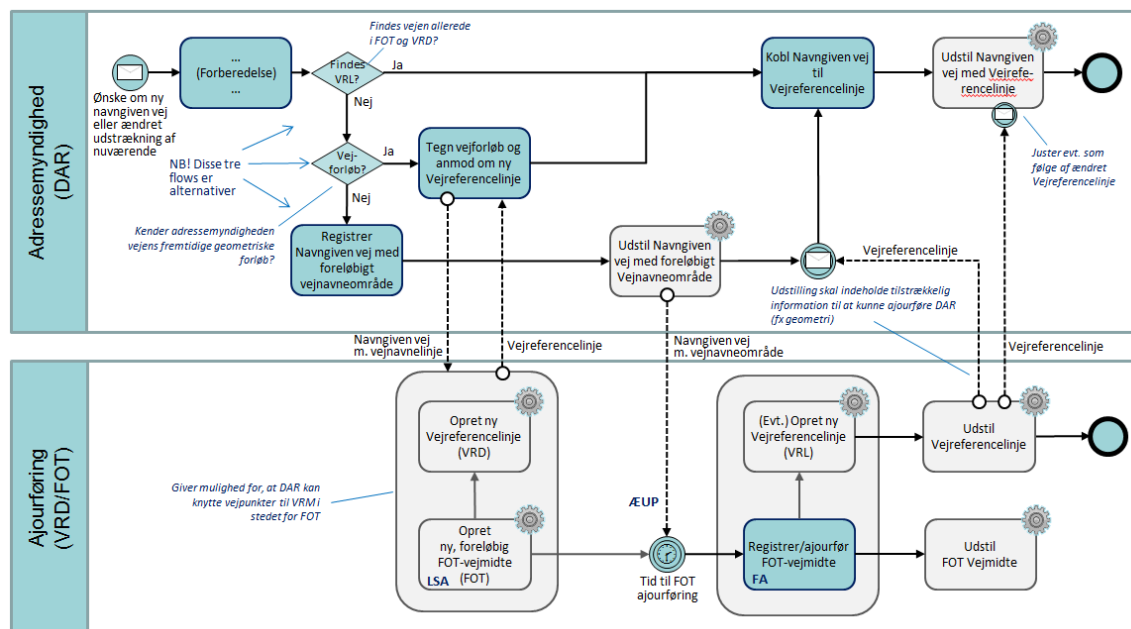 Adressemyndighed
(DAR)
Ønske om ny
navngiven vej
eller ændret
udstrækning af
nuværende
...
(Forberedelse)
...
Findes
VRL?
Findes vejen allerede
i FOT og VRD?
Ja
Nej
NB! Disse tre
flows er
alternativer
Vej-
forløb?
Ja
Nej
Kender adressemyndigheden
vejens fremtidige geometriske
forløb?
Tegn vejforløb og
anmod om ny
Vejreferencelinje
Registrer
Navngiven vej med
foreløbigt
vejnavneområde
Udstil Navngiven
vej med foreløbigt
Vejnavneområde
Kobl Navngiven vej
til
Vejreferencelinje
Udstil Navngiven
vej med Vejrefe-
rencelinje
Juster evt. som
følge af ændret
Vejreferencelinje
Vejreferencelinje
Udstilling skal indeholde tilstrækkelig
information til at kunne ajourføre DAR
(fx geometri)
Navngiven vej
m. vejnavnelinje
Vejreferencelinje
Navngiven vej
m. vejnavneområde
Vejreferencelinje
Ajourføring
(VRD/FOT)
Giver mulighed for, at DAR kan
knytte vejpunkter til VRM i
stedet for FOT
Opret ny
Vejreferencelinje
(VRD)
Opret
ny, foreløbig
FOT-vejmidte
(FOT)
LSA
ÆUP
Tid til FOT
ajourføring
(Evt.) Opret ny
Vejreferencelinje
(VRL)
Registrer/ajourfør
FOT-vejmidte
FA
Udstil
Vejreferencelinje
Udstil
FOT Vejmidte